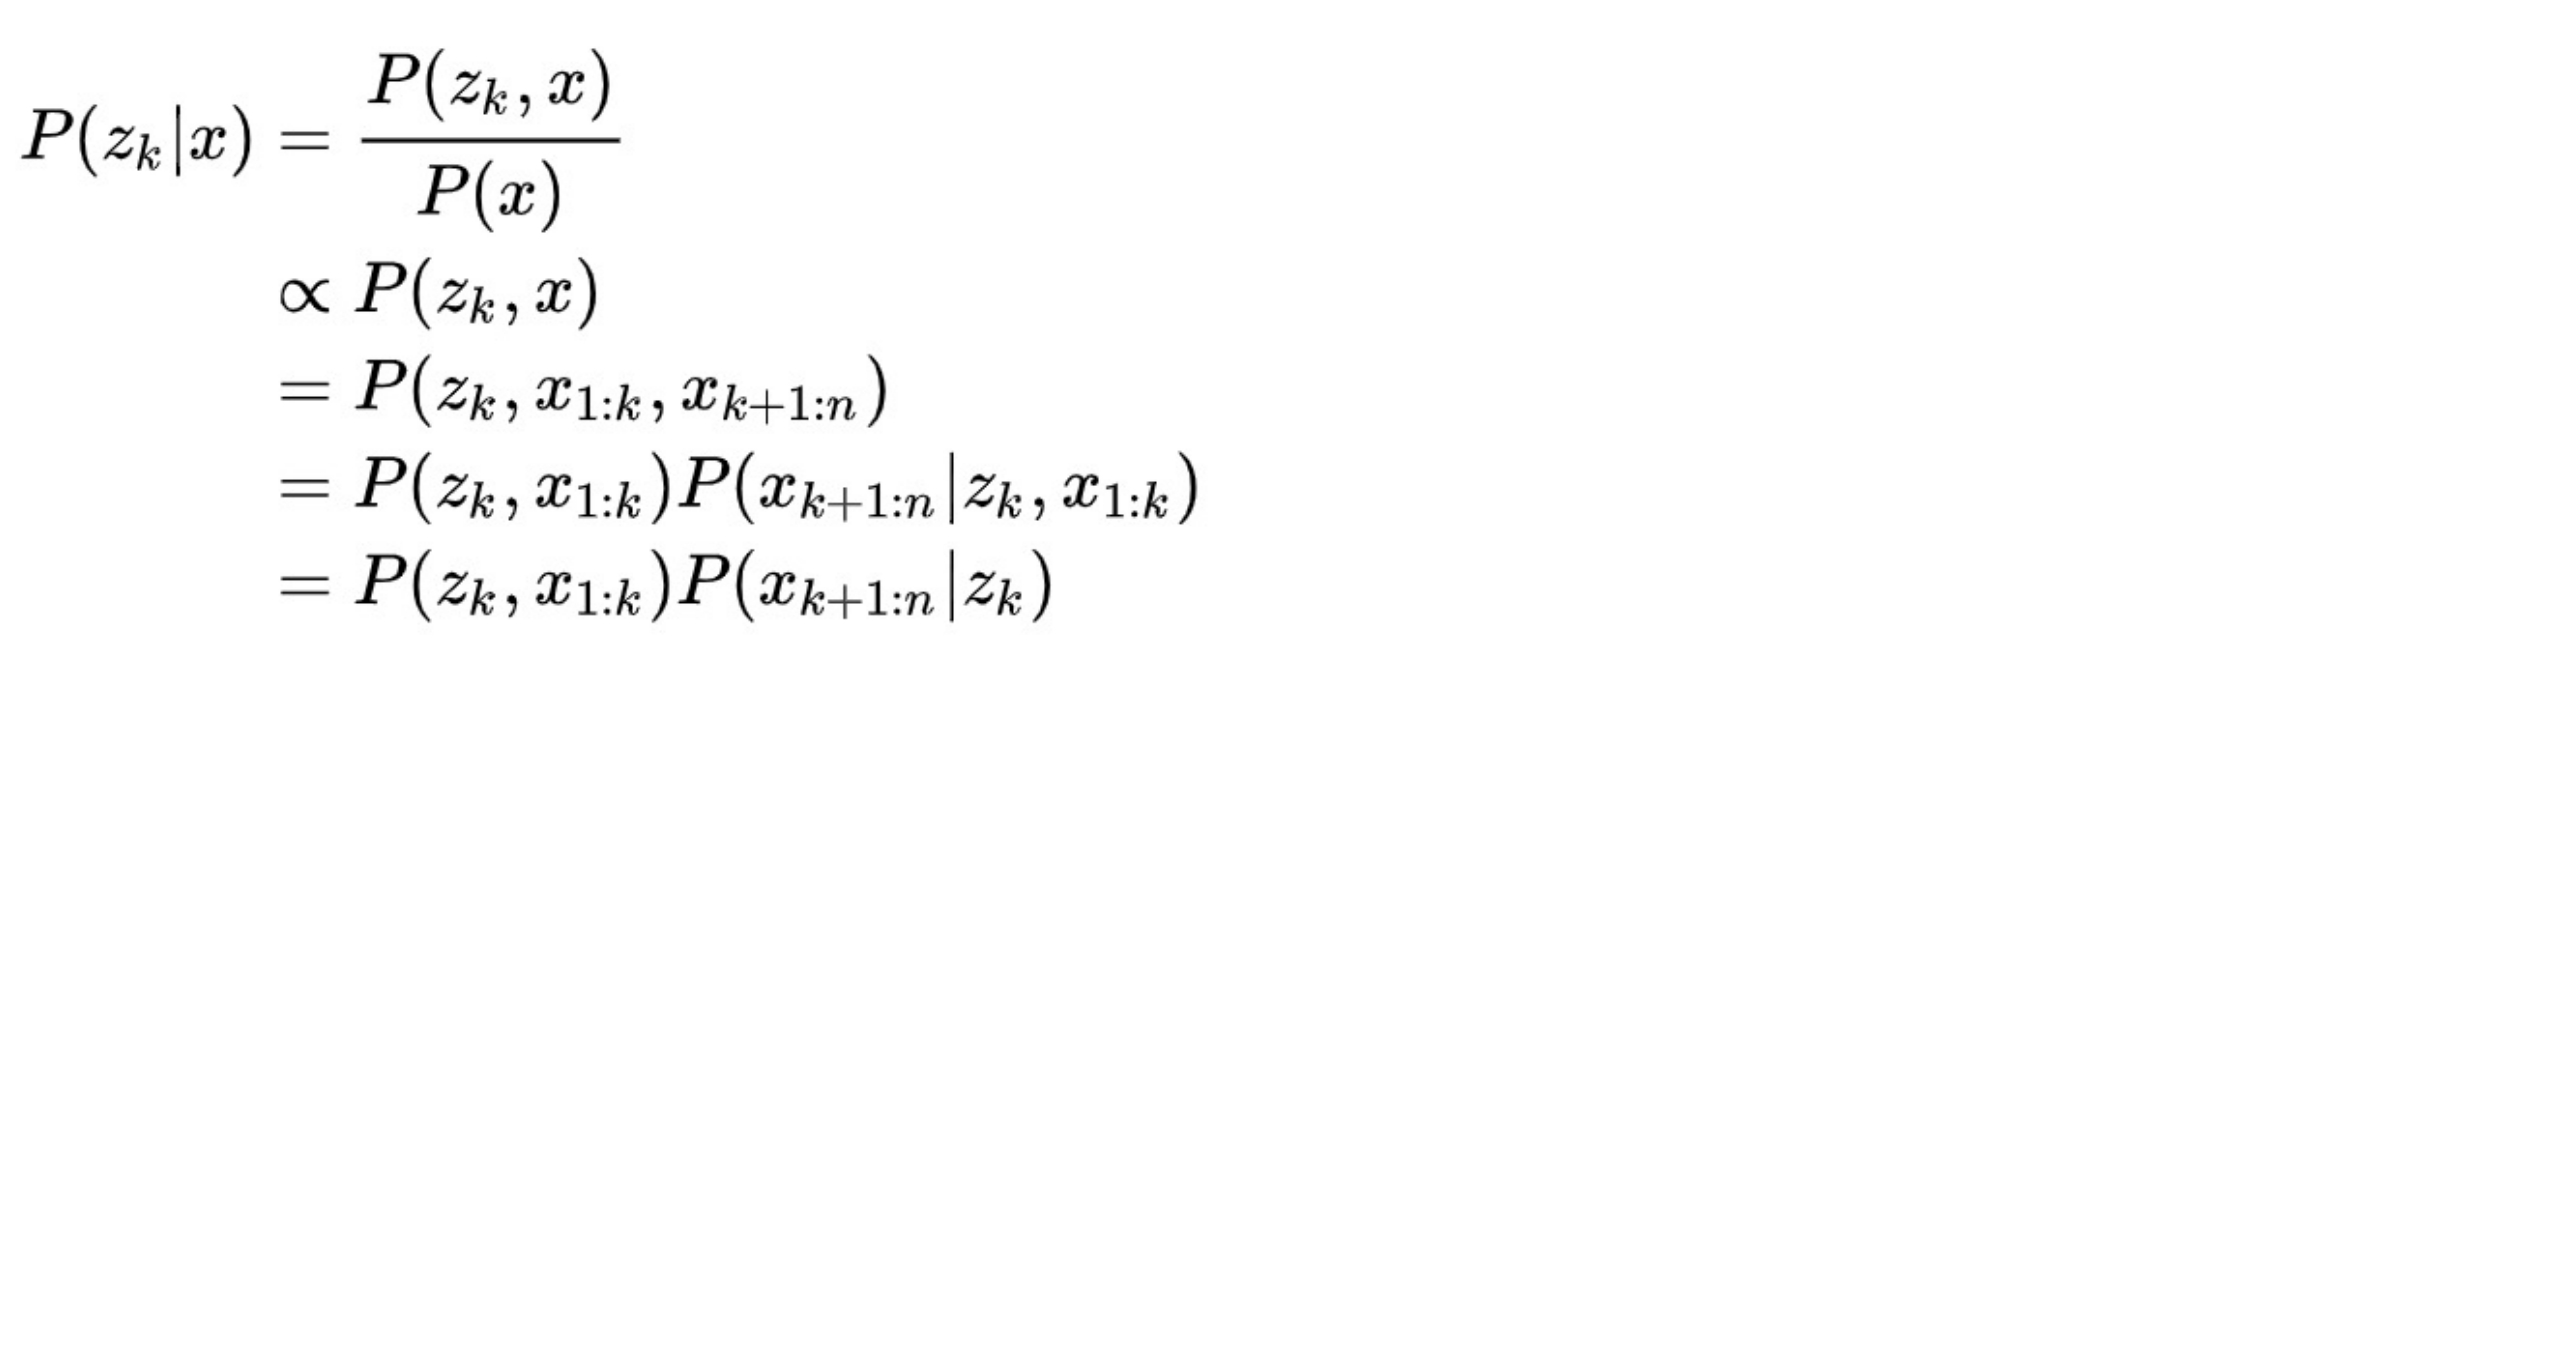 P(z_k|x) = \frac{P(z_k, x)}{P(x)}
∝ P(z_k, x)
= P(z_k, x_{1:k}, x_{k+1:n})
= P(z_k, x_{1:k})P(x_{k+1:n}|z_k, x_{1:k})
= P(z_k, x_{1:k})P(x_{k+1:n}|z_k)